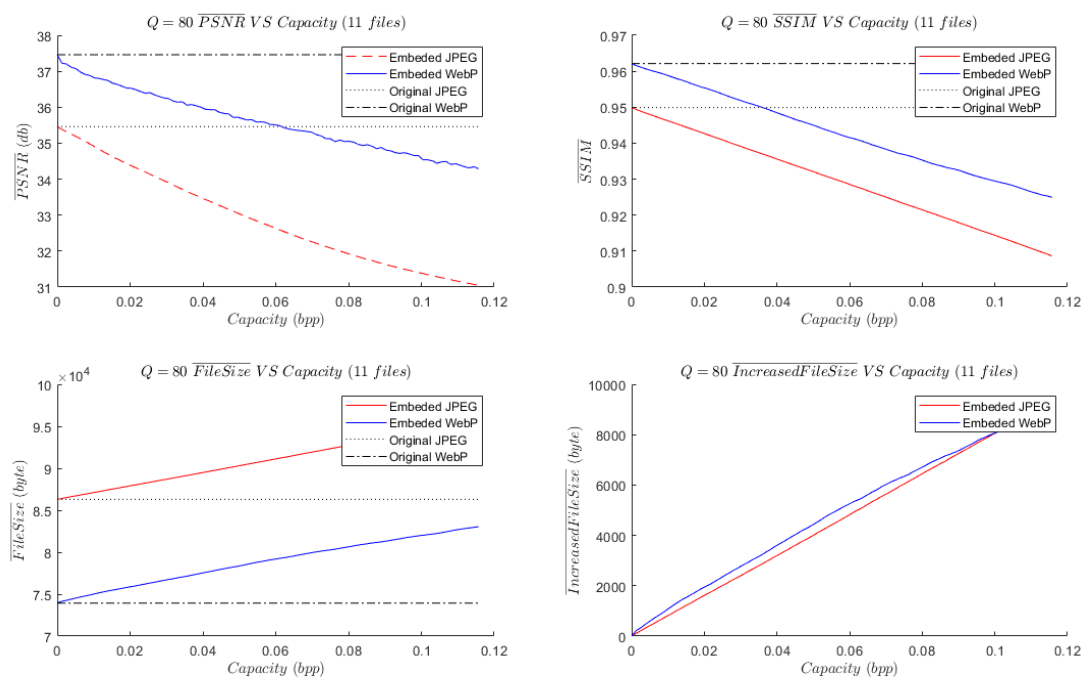 Q = 80 PSNR VS Capacity (11 files)
38
37
36
35
34
33
32
31
PSNR (db)
0 0.02 0.04 0.06 0.08 0.1 0.12
Capacity (bpp)
Embeded JPEG
Embeded WebP
Original JPEG
Original WebP
Q = 80 SSIM VS Capacity (11 files)
0.97
0.96
0.95
0.94
0.93
0.92
0.91
0.9
SSIM
0 0.02 0.04 0.06 0.08 0.1 0.12
Capacity (bpp)
Embeded JPEG
Embeded WebP
Original JPEG
Original WebP
Q = 80 FileSize VS Capacity (11 files)
× 10⁴
10
9.5
9
8.5
8
7.5
7
FileSize (byte)
0 0.02 0.04 0.06 0.08 0.1 0.12
Capacity (bpp)
Embeded JPEG
Embeded WebP
Original JPEG
Original WebP
Q = 80 IncreasedFileSize VS Capacity (11 files)
10000
8000
6000
4000
2000
0
IncreasedFileSize (byte)
0 0.02 0.04 0.06 0.08 0.1 0.12
Capacity (bpp)
Embeded JPEG
Embeded WebP